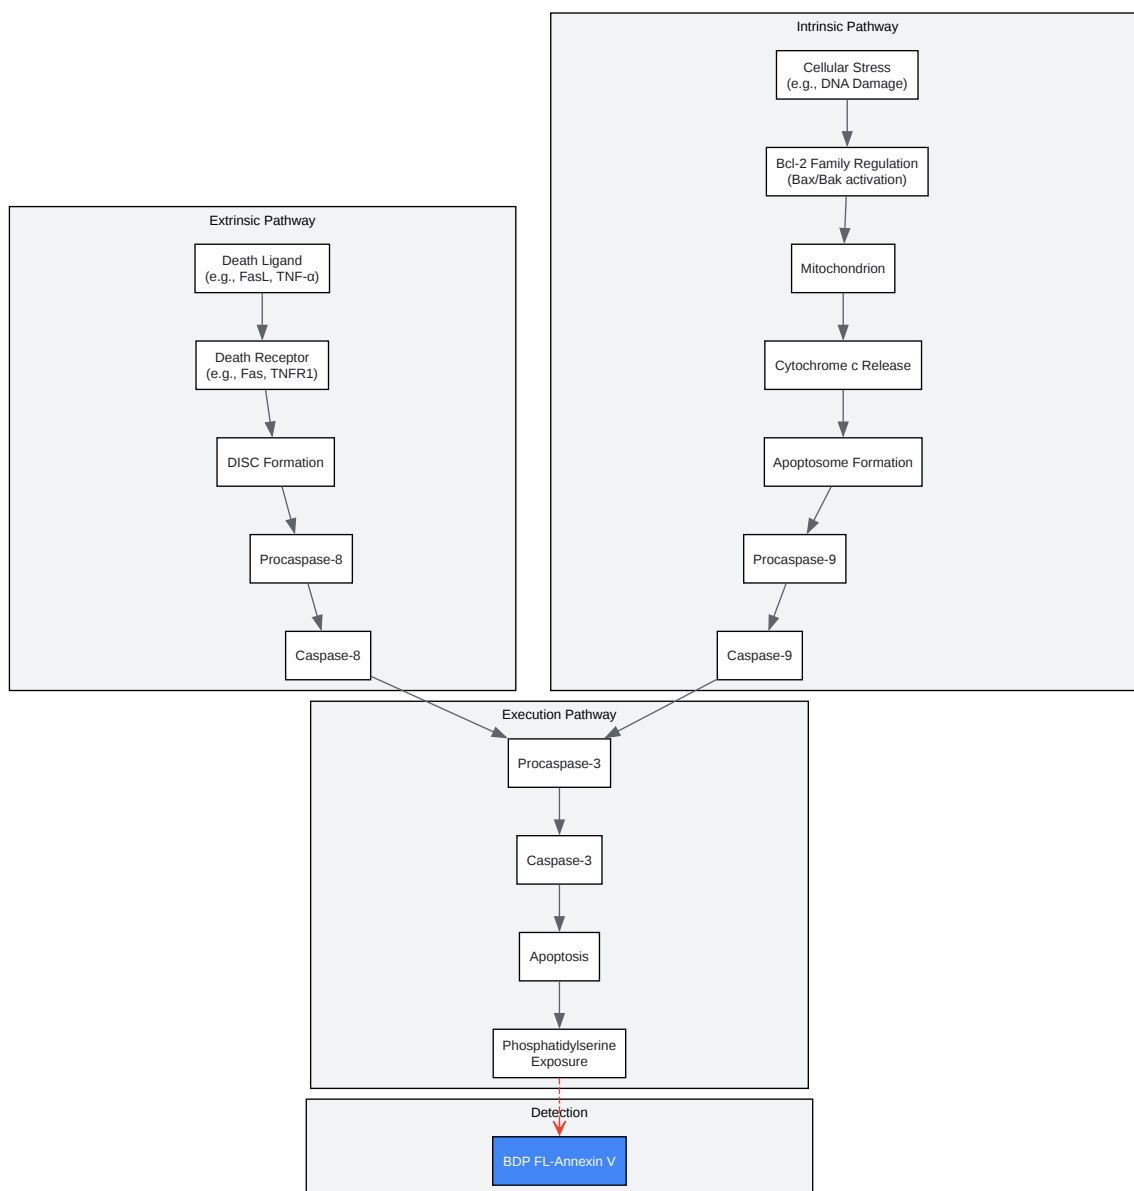 Intrinsic Pathway
Cellular Stress
(e.g., DNA Damage)
Bcl-2 Family Regulation
(Bax/Bak activation)
Mitochondrion
Cytochrome c Release
Apoptosome Formation
Procaspase-9
Caspase-9
Extrinsic Pathway
Death Ligand
(e.g., FasL, TNF-α)
Death Receptor
(e.g., Fas, TNFR1)
DISC Formation
Procaspase-8
Caspase-8
Execution Pathway
Procaspase-3
Caspase-3
Apoptosis
Phosphatidylserine
Exposure
Detection
BDP FL-Annexin V